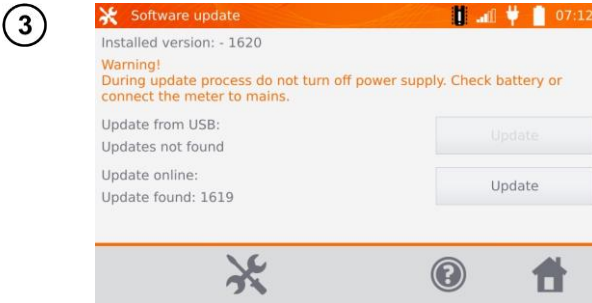 3
Software update 07:12
Installed version: - 1620
Warning!
During update process do not turn off power supply. Check battery or
connect the meter to mains.
Update from USB:
Updates not found
Update
Update online:
Update found: 1619
Update